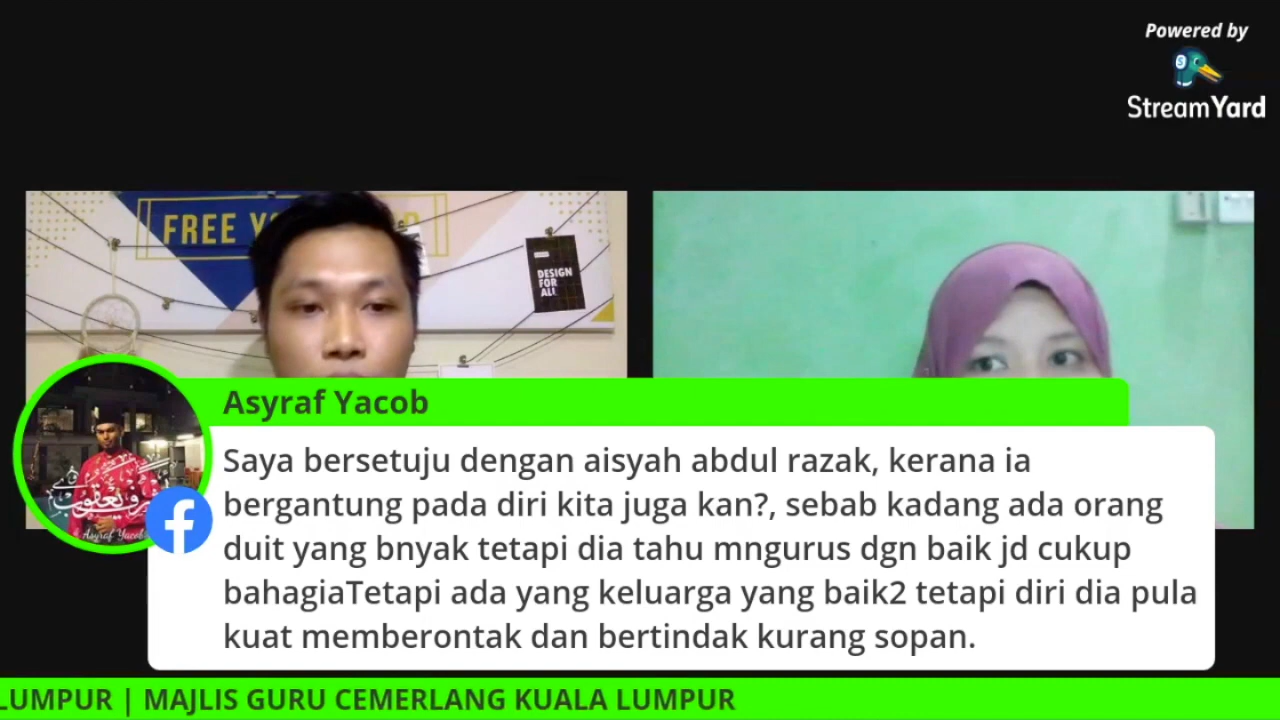 Powered by
StreamYard
FREE Y
DESIGN
FOR
ALL
Asyraf Yacob
Saya bersetuju dengan aisyah abdul razak, kerana ia
bergantung pada diri kita juga kan?, sebab kadang ada orang
duit yang bnyak tetapi dia tahu mngurus dgn baik jd cukup
bahagiaTetapi ada yang keluarga yang baik2 tetapi diri dia pula
kuat memberontak dan bertindak kurang sopan.
Asyraf Yacob
LUMPUR | MAJLIS GURU CEMERLANG KUALA LUMPUR